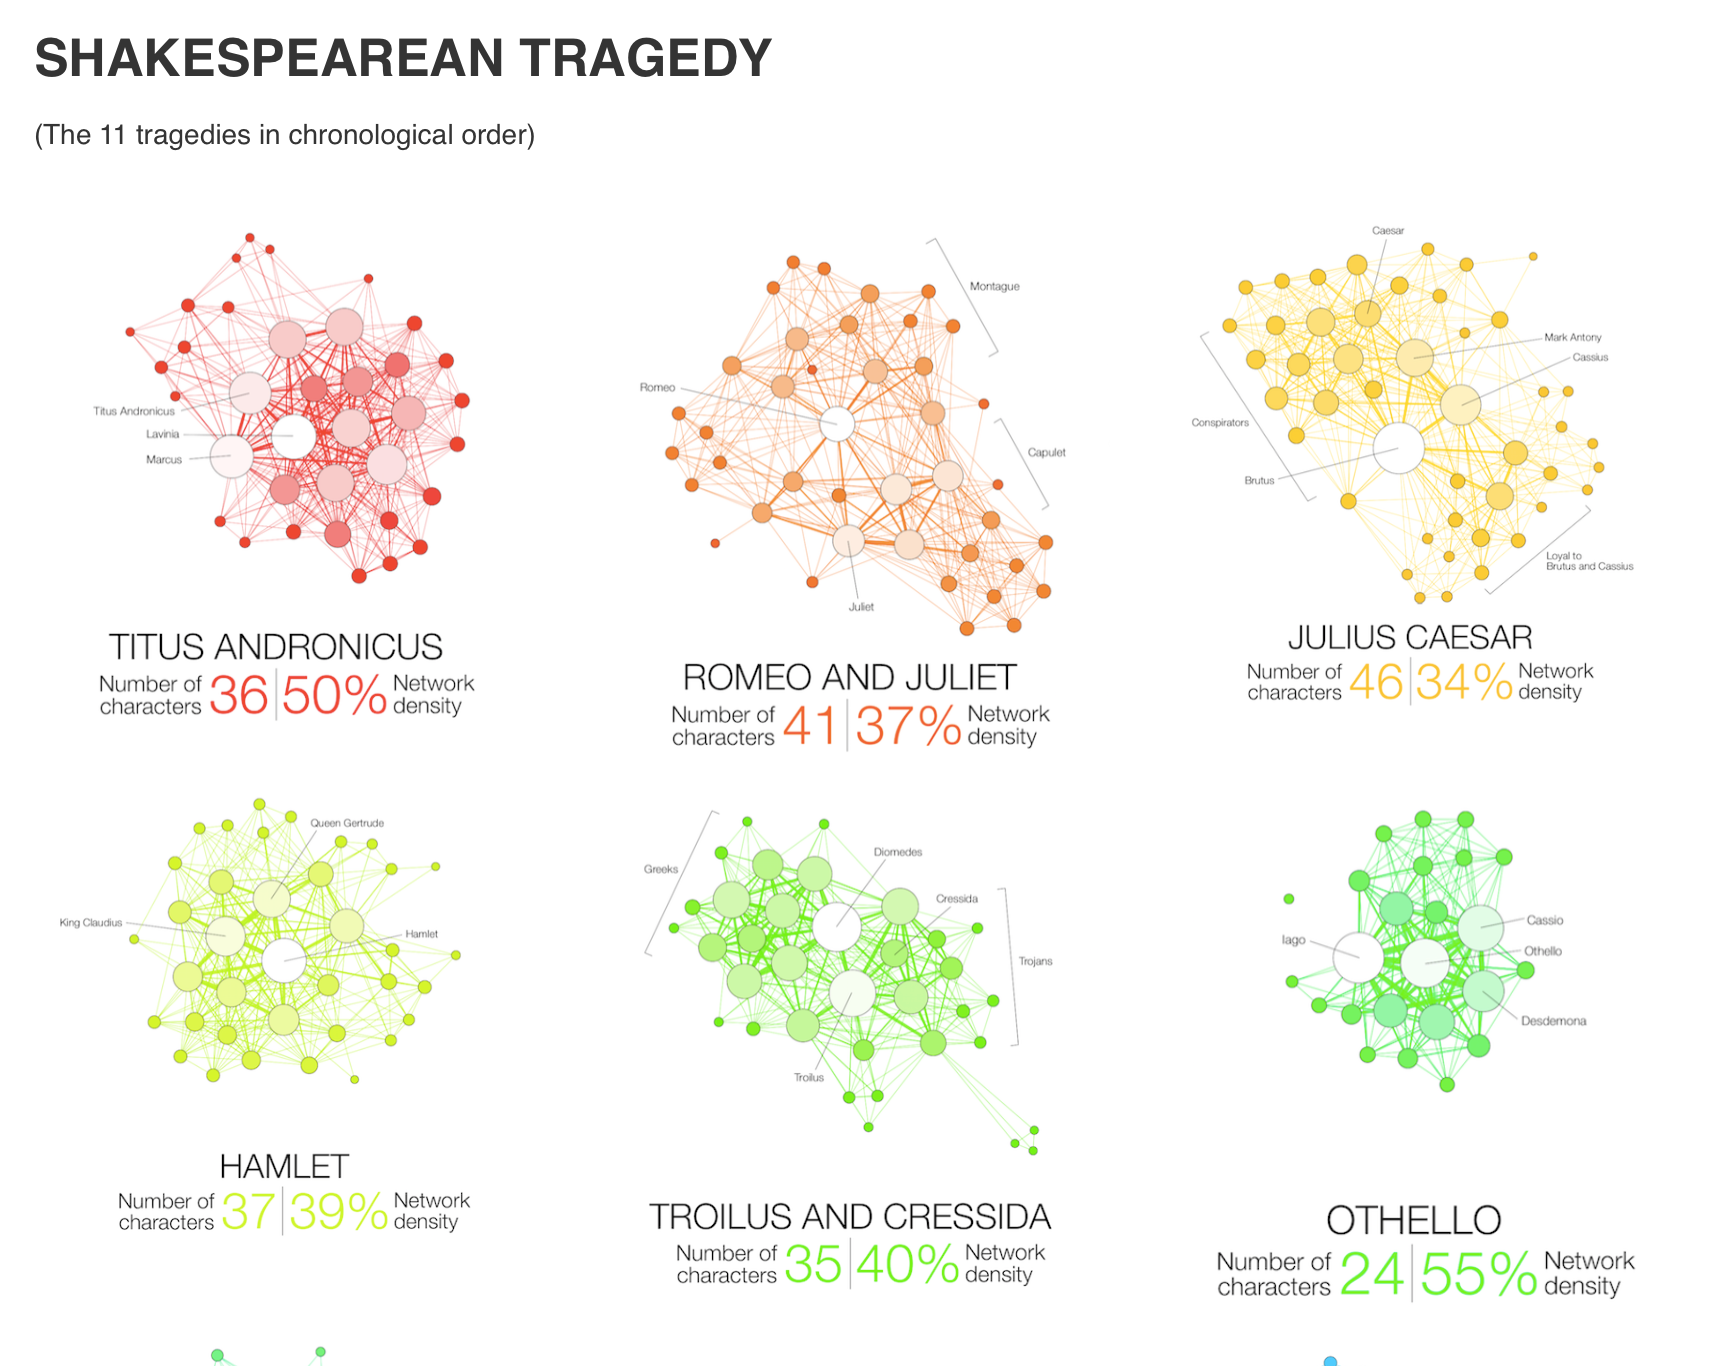 SHAKESPEAREAN TRAGEDY
(The 11 tragedies in chronological order)
Titus Andronicus
Lavinia
Marcus
TITUS ANDRONICUS
Number of characters 36 50% Network density
Montague
Romeo
Capulet
Juliet
ROMEO AND JULIET
Number of characters 41 37% Network density
Caesar
Mark Antony
Cassius
Conspirators
Brutus
Loyal to
Brutus and Cassius
JULIUS CAESAR
Number of characters 46 34% Network density
Queen Gertrude
King Claudius
Hamlet
HAMLET
Number of characters 37 39% Network density
Greeks
Diomedes
Cressida
Trojans
Troilus
TROILUS AND CRESSIDA
Number of characters 35 40% Network density
Cassio
Iago
Othello
Desdemona
OTHELLO
Number of characters 24 55% Network density